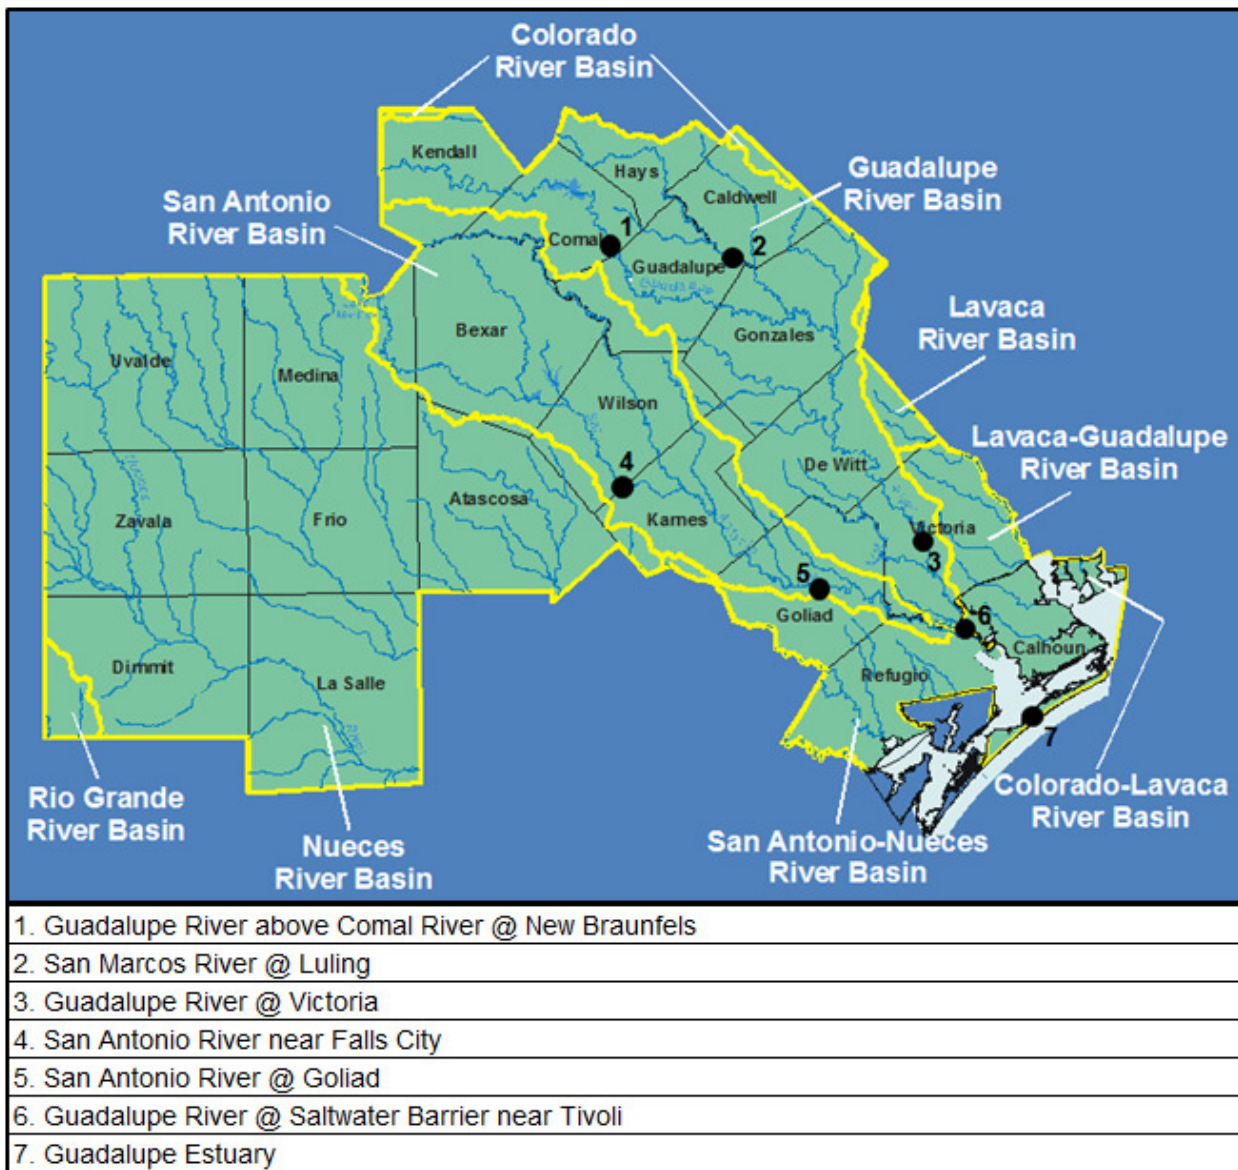 Colorado
River Basin
Kendall
Hays
Caldwell
Guadalupe
River Basin
San Antonio
River Basin
Comal
1
2
Guadalupe
Lavaca
River Basin
Bexar
Gonzales
Uvalde
Medina
Wilson
Lavaca-Guadalupe
River Basin
De Witt
4
Atascosa
Zavala
Frio
Karnes
Victoria
3
5
Goliad
6
Calhoun
Dimmit
La Salle
Refugio
7
Rio Grande
River Basin
Nueces
River Basin
San Antonio-Nueces
River Basin
Colorado-Lavaca
River Basin
1. Guadalupe River above Comal River @ New Braunfels
2. San Marcos River @ Luling
3. Guadalupe River @ Victoria
4. San Antonio River near Falls City
5. San Antonio River @ Goliad
6. Guadalupe River @ Saltwater Barrier near Tivoli
7. Guadalupe Estuary